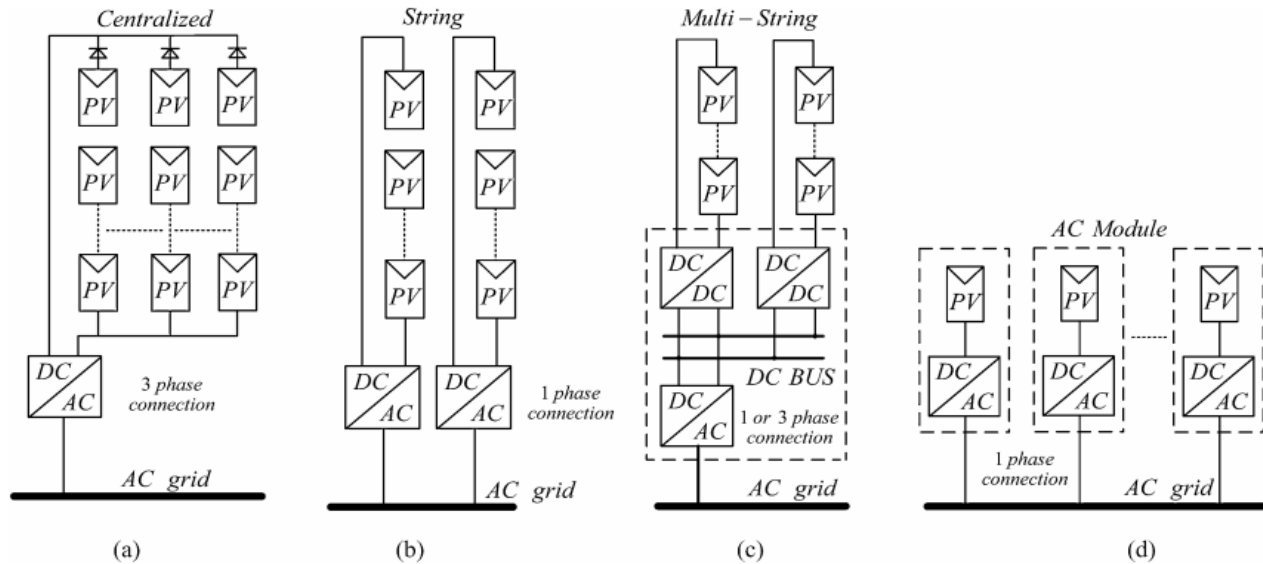 Centralized
PV PV PV
PV PV PV
PV PV PV
DC
AC
3 phase
connection
AC grid
(a)
String
PV PV
PV PV
PV PV
DC DC
AC AC
1 phase
connection
AC grid
(b)
Multi - String
PV PV
PV PV
DC DC
DC DC
DC BUS
DC
AC
1 or 3 phase
connection
AC grid
(c)
AC Module
PV PV PV
DC DC DC
AC AC AC
1 phase
connection
AC grid
(d)